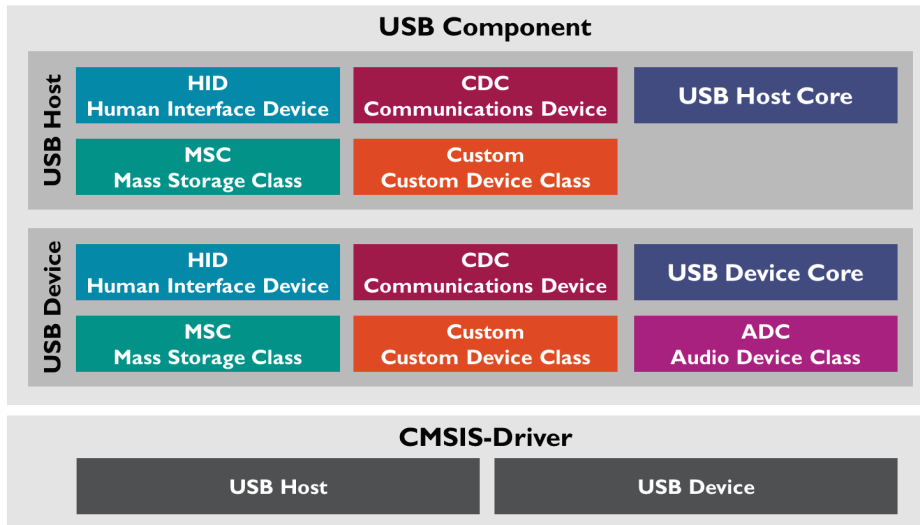 USB Component
USB Host
HID
Human Interface Device
CDC
Communications Device
USB Host Core
MSC
Mass Storage Class
Custom
Custom Device Class
USB Device
HID
Human Interface Device
CDC
Communications Device
USB Device Core
MSC
Mass Storage Class
Custom
Custom Device Class
ADC
Audio Device Class
CMSIS-Driver
USB Host
USB Device